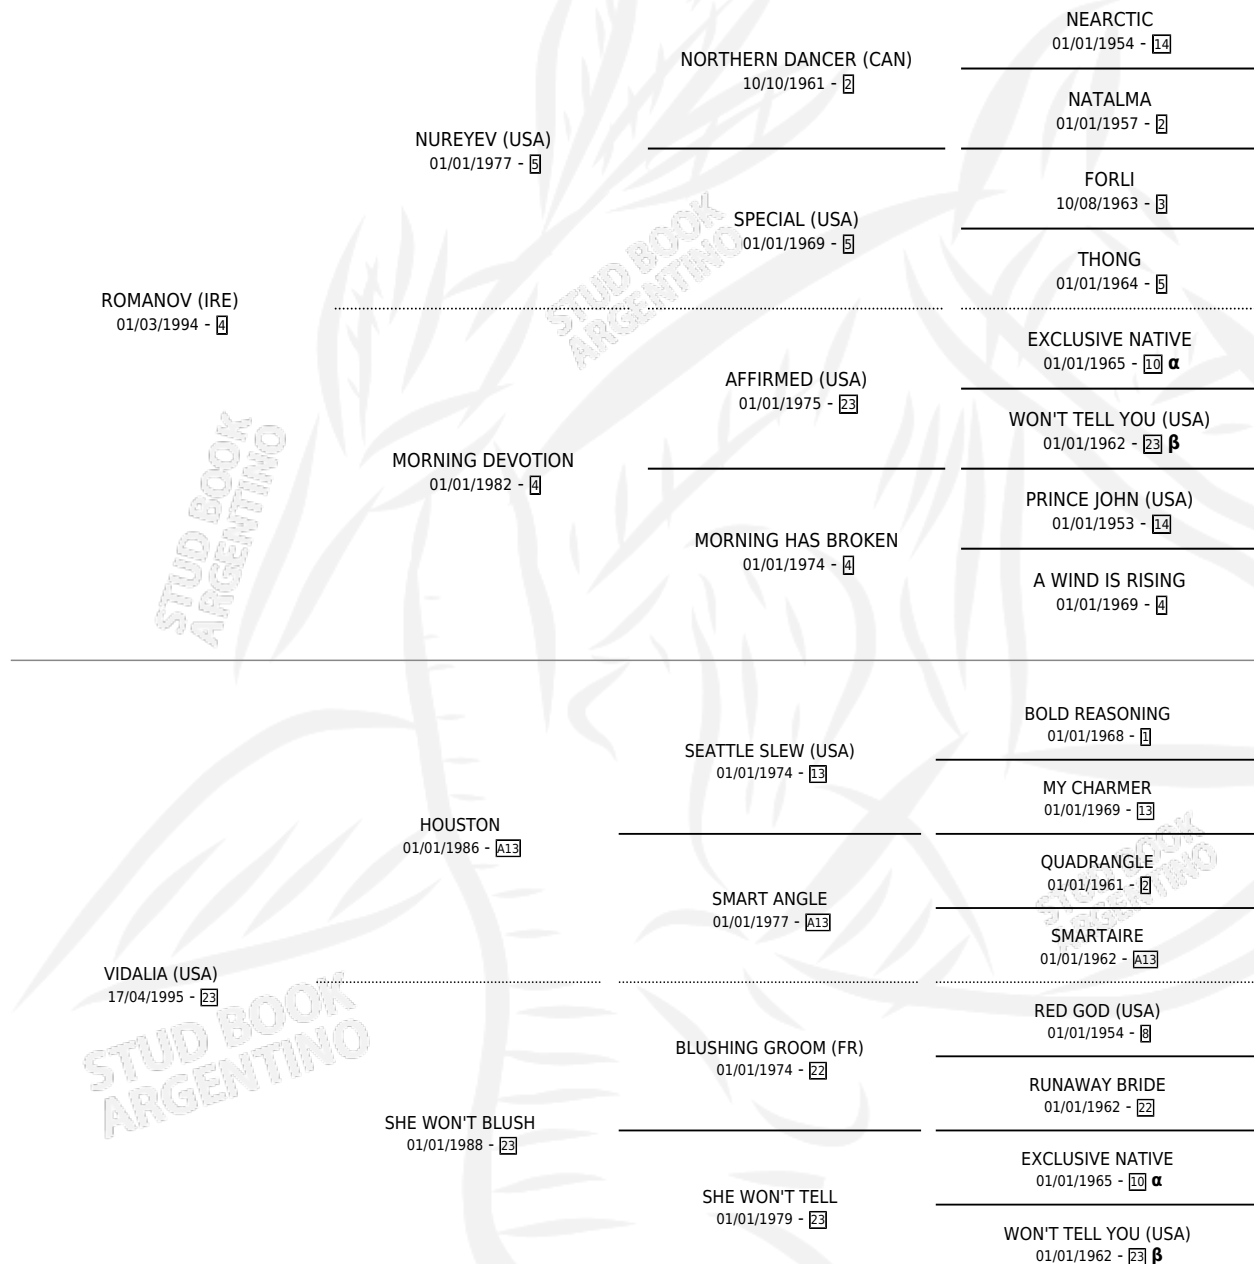 NEARCTIC
01/01/1954 - 14
NORTHERN DANCER (CAN)
10/10/1961 - 2
NATALMA
01/01/1957 - 2
NUREYEV (USA)
01/01/1977 - 5
FORLI
10/08/1963 - 3
SPECIAL (USA)
01/01/1969 - 5
THONG
01/01/1964 - 5
STUD BOOK
ARGENTINO
ROMANOV (IRE)
01/03/1994 - 4
EXCLUSIVE NATIVE
01/01/1965 - 10 α
AFFIRMED (USA)
01/01/1975 - 23
WON'T TELL YOU (USA)
01/01/1962 - 23 β
MORNING DEVOTION
01/01/1982 - 4
PRINCE JOHN (USA)
01/01/1953 - 14
MORNING HAS BROKEN
01/01/1974 - 4
A WIND IS RISING
01/01/1969 - 4
STUD BOOK
ARGENTINO
BOLD REASONING
01/01/1968 - 1
SEATTLE SLEW (USA)
01/01/1974 - 13
MY CHARMER
01/01/1969 - 13
HOUSTON
01/01/1986 - A13
QUADRANGLE
01/01/1961 - 2
SMART ANGLE
01/01/1977 - A13
SMARTAIRE
01/01/1962 - A13
STUD BOOK
ARGENTINO
VIDALIA (USA)
17/04/1995 - 23
RED GOD (USA)
01/01/1954 - 8
BLUSHING GROOM (FR)
01/01/1974 - 22
RUNAWAY BRIDE
01/01/1962 - 22
STUD BOOK
ARGENTINO
SHE WON'T BLUSH
01/01/1988 - 23
EXCLUSIVE NATIVE
01/01/1965 - 10 α
SHE WON'T TELL
01/01/1979 - 23
WON'T TELL YOU (USA)
01/01/1962 - 23 β